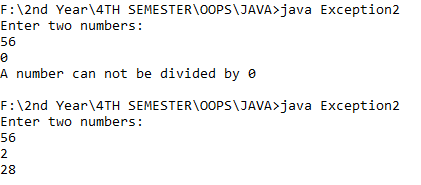 F:\2nd Year\4TH SEMESTER\OOPS\JAVA>java Exception2
Enter two numbers:
56
0
A number can not be divided by 0
F:\2nd Year\4TH SEMESTER\OOPS\JAVA>java Exception2
Enter two numbers:
56
2
28